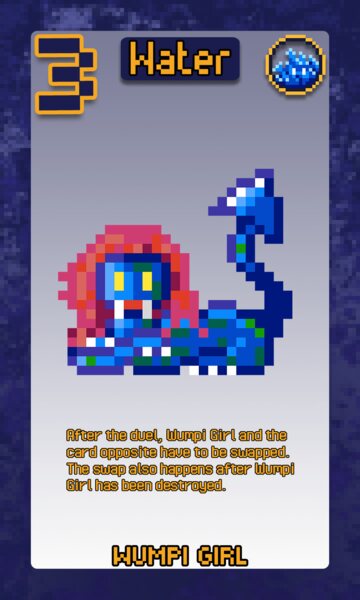 3
Water
After the duel, Wumpi Girl and the
card opposite have to be swapped.
The swap also happens after Wumpi
Girl has been destroyed.
WUMPI GIRL